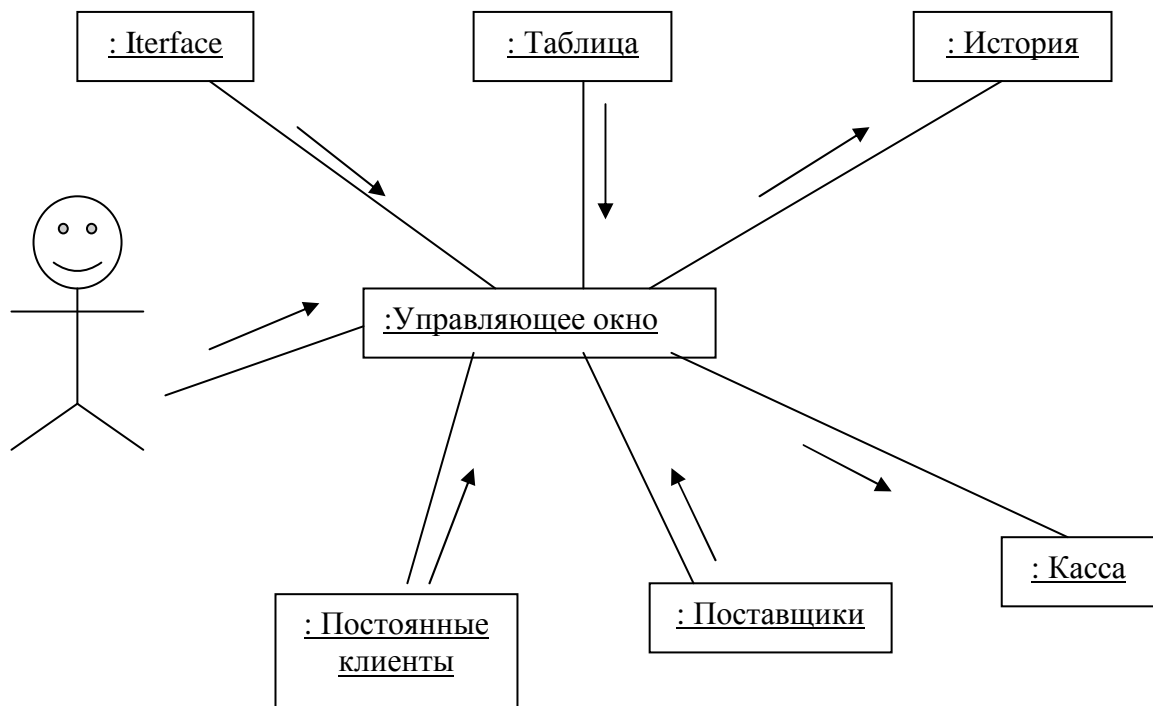 : Iterface
: Таблица
: История
:Управляющее окно
: Касса
: Поставщики
: Постоянные
клиенты